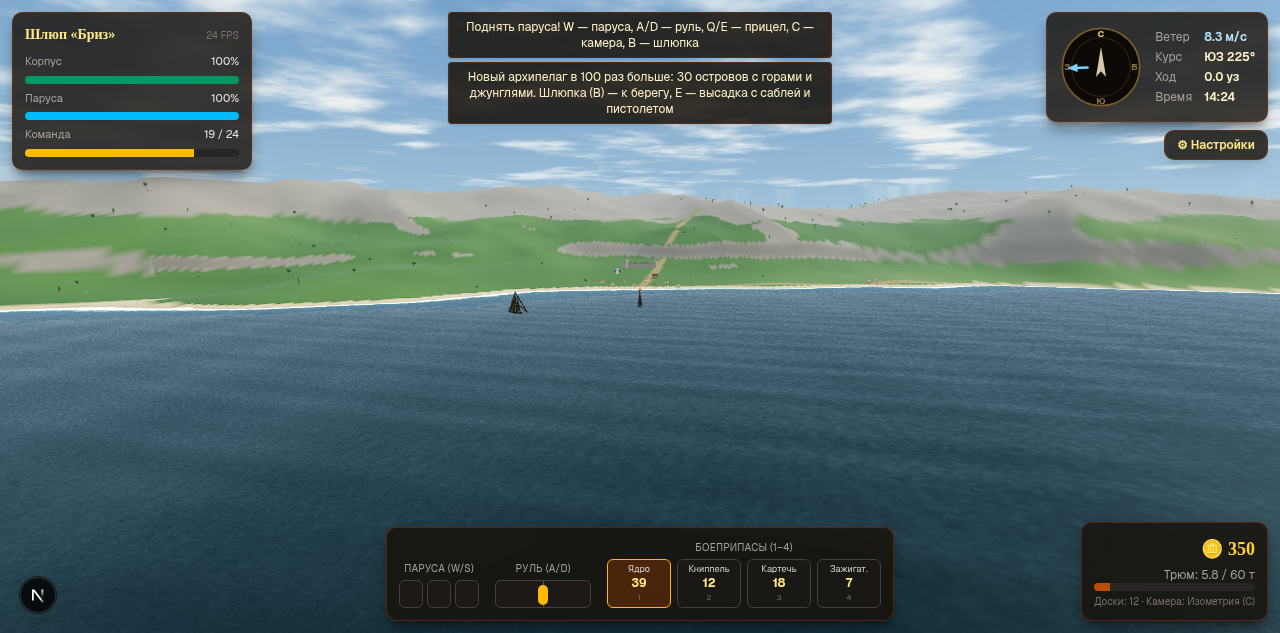 Шлюп «Бриз»
24 FPS
Корпус
100%
Паруса
100%
Команда
19 / 24
Поднять паруса! W — паруса, A/D — руль, Q/E — прицел, C —
камера, B — шлюпка
Новый архипелаг в 100 раз больше: 30 островов с горами и
джунглями. Шлюпка (B) — к берегу, E — высадка с саблей и
пистолетом
С
З
В
Ю
Ветер 8.3 м/с
Курс ЮЗ 225°
Ход 0.0 уз
Время 14:24
⚙ Настройки
ПАРУСА (W/S)
РУЛЬ (A/D)
БОЕПРИПАСЫ (1–4)
Ядро
39
1
Книппель
12
2
Картечь
18
3
Зажигат.
7
4
N
350
Трюм: 5.8 / 60 т
Доски: 12 · Камера: Изометрия (C)